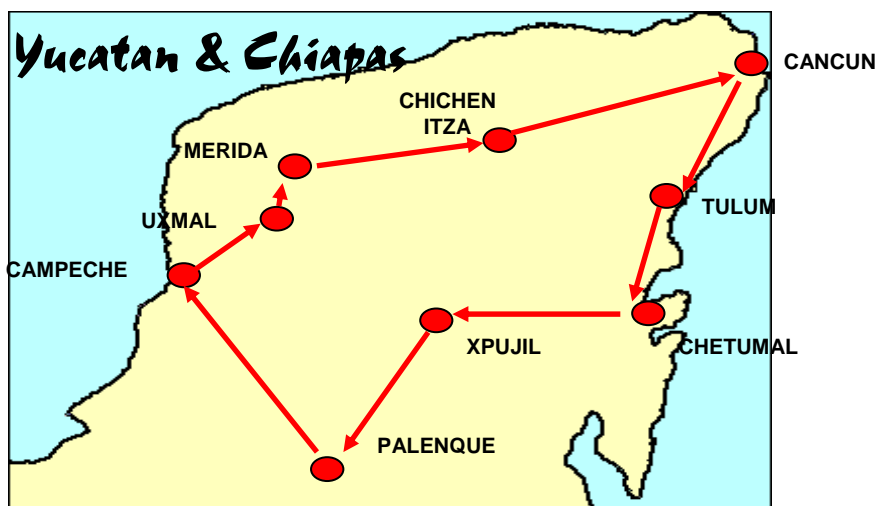 Yucatan & Chiapas
CANCUN
CHICHEN
ITZA
MERIDA
TULUM
UXMAL
CAMPECHE
XPUJIL
CHETUMAL
PALENQUE